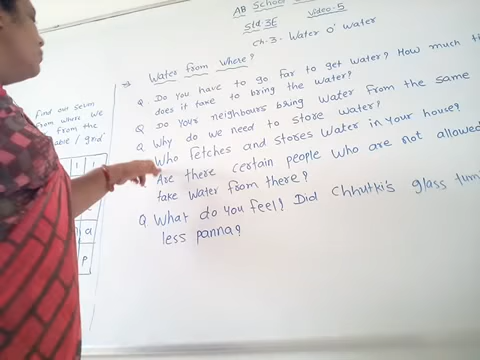 AB School
Std. 3E Video-5
Ch-3. Water O' Water
Water from Where?
Q. Do you have to go far to get water? How much
does it take to bring the water?
Q Do your neighbours bring water from the same
Q Why do we need to store water?
Who Fetches and stores water in your house?
Are there certain people who are not allowed
take water from there?
Q What do you feel? Did Chhutki's glass
less panna?
Find out
from where we
from the
grid
i i
a
p